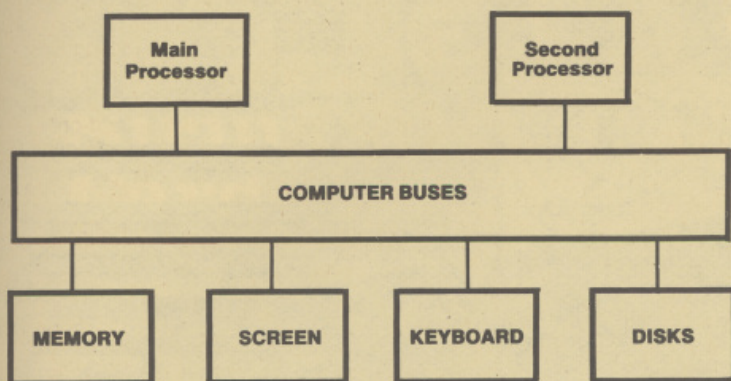 Main
Processor
Second
Processor
COMPUTER BUSES
MEMORY
SCREEN
KEYBOARD
DISKS